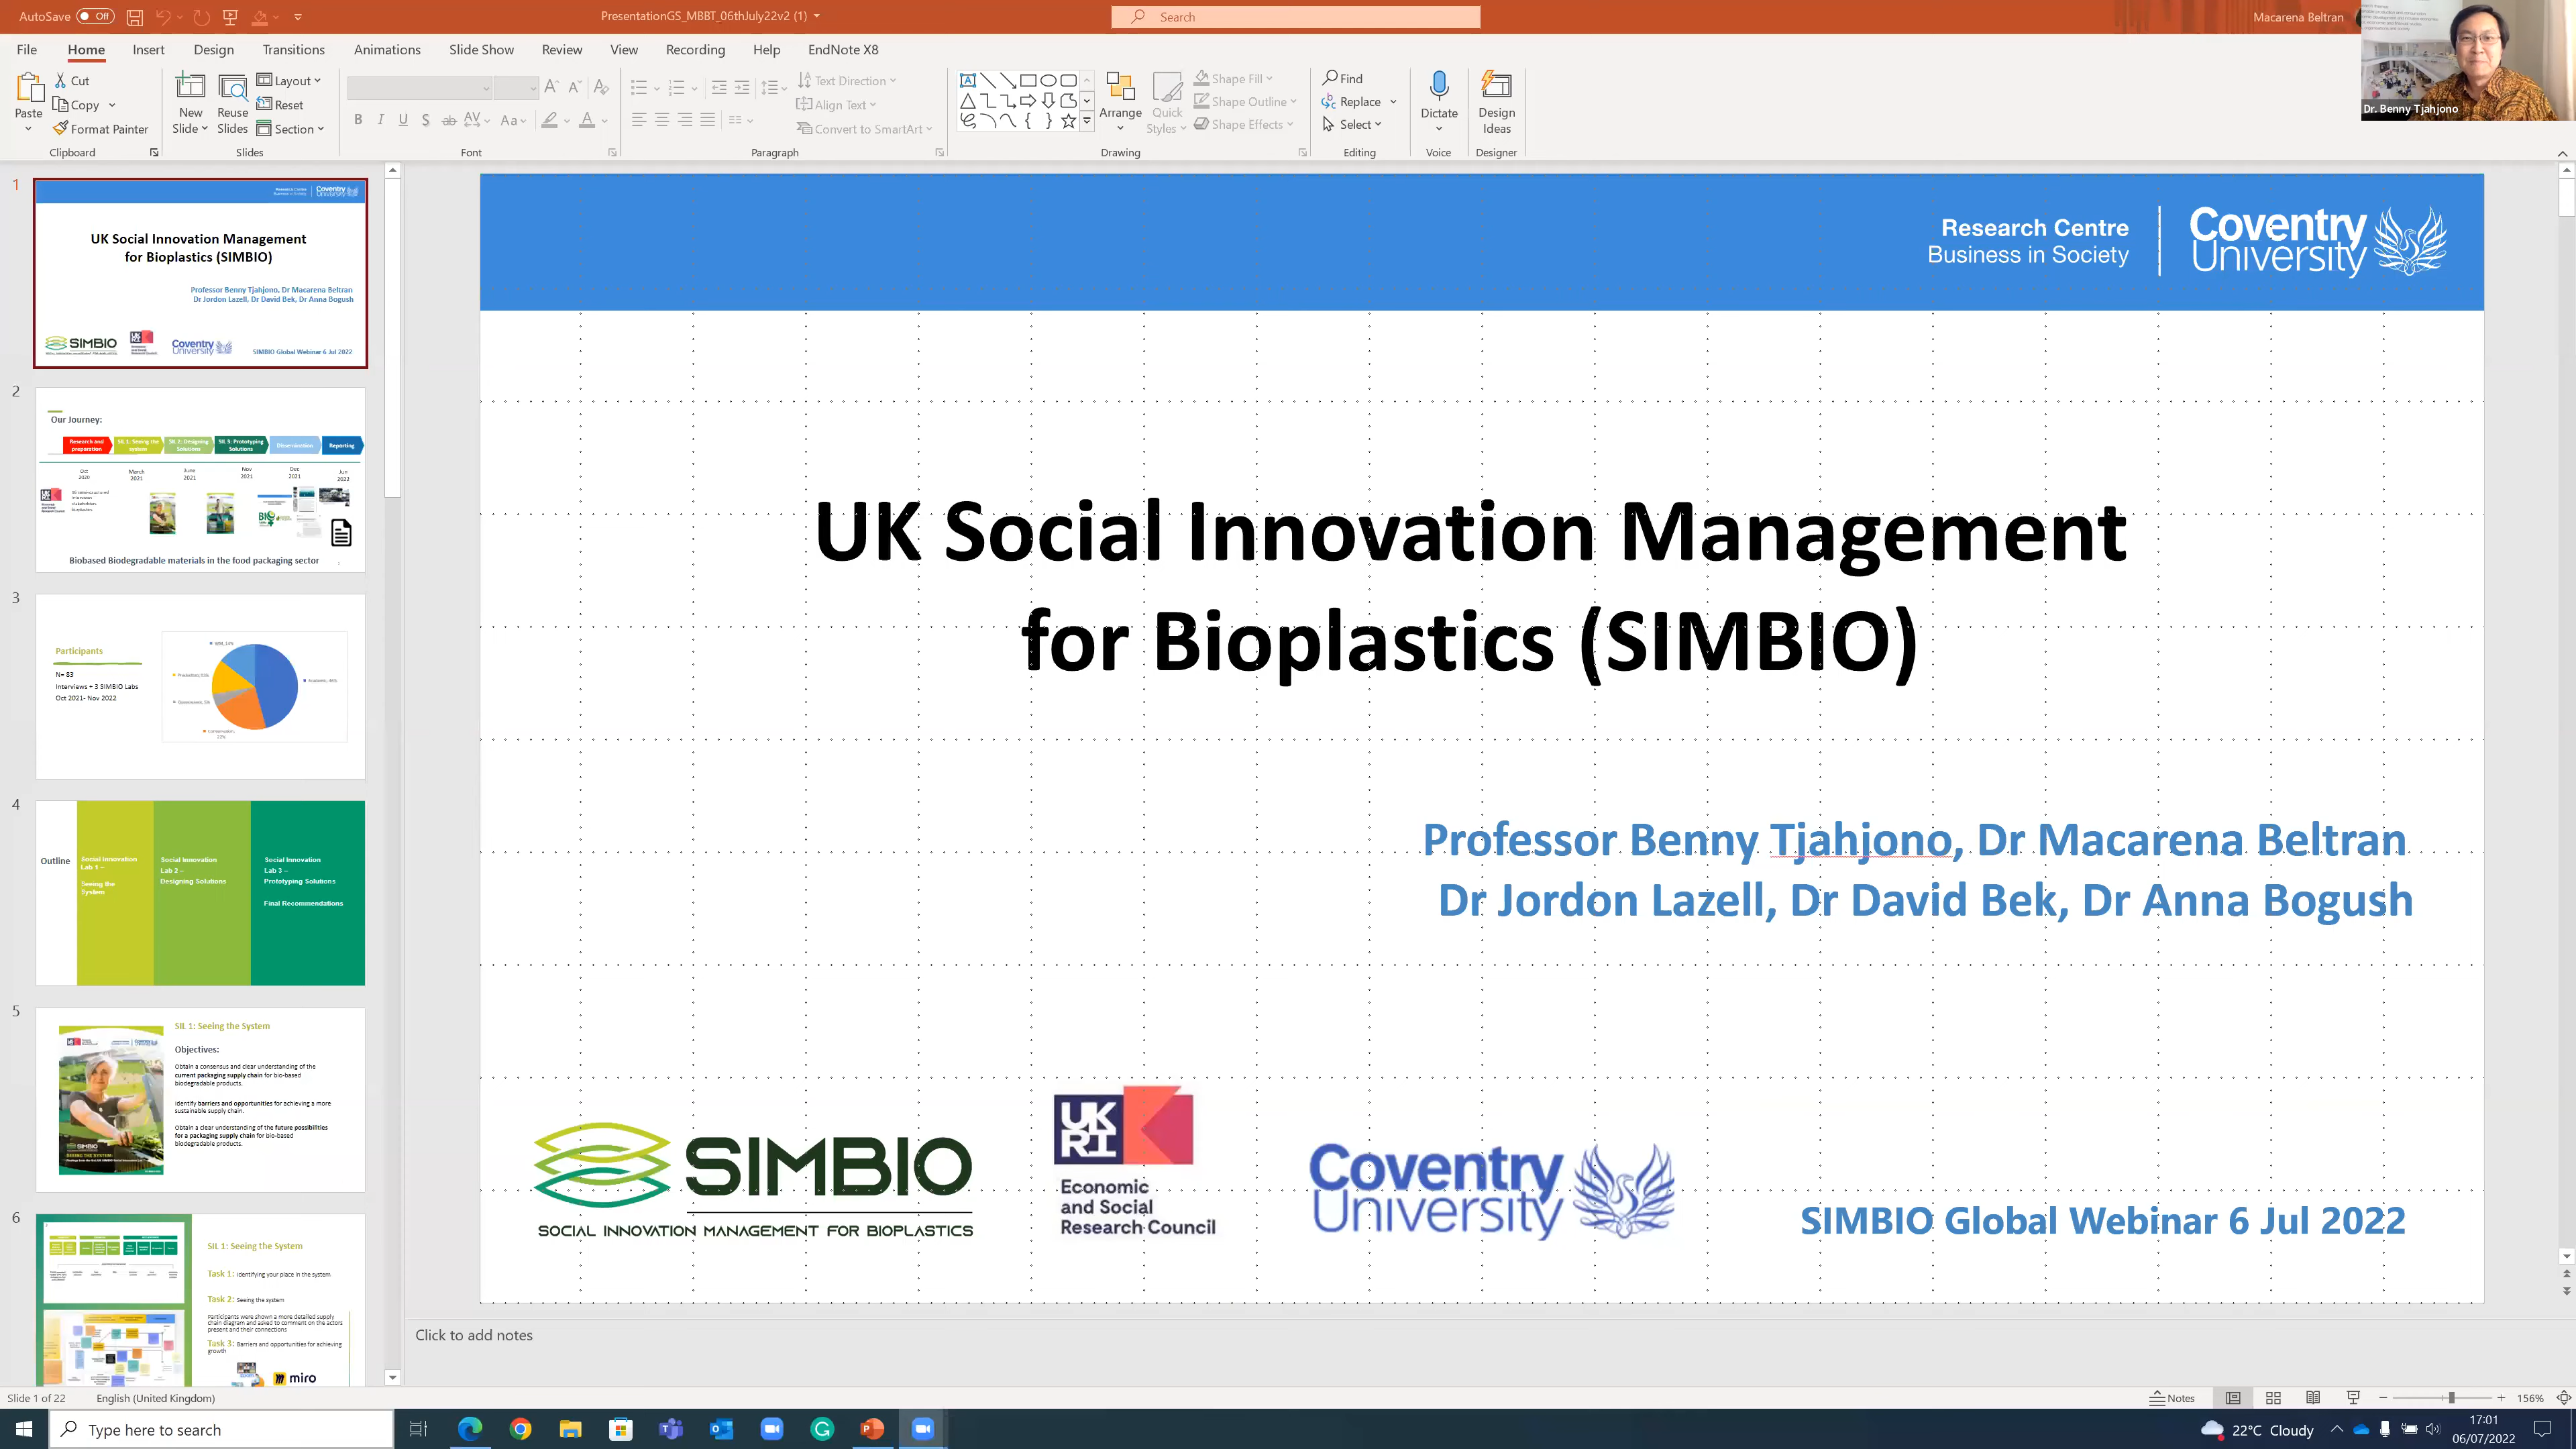 AutoSave Off
PresentationGS_MBBT_06thJuly22v2 (1)
Search
Macarena Beltran
File Home Insert Design Transitions Animations Slide Show Review View Recording Help EndNote X8
Paste
Cut
Copy
Format Painter
Clipboard
New Slide
Reuse Slides
Layout
Reset
Section
Slides
Font
Text Direction
Align Text
Convert to SmartArt
Paragraph
Arrange
Quick Styles
Shape Fill
Shape Outline
Shape Effects
Drawing
Find
Replace
Select
Editing
Dictate
Voice
Design Ideas
Designer
Dr. Benny Tjahjono
1
UK Social Innovation Management
for Bioplastics (SIMBIO)
Professor Benny Tjahjono, Dr Macarena Beltran
Dr Jordon Lazell, Dr David Bek, Dr Anna Bogush
SIMBIO
Coventry University
SIMBIO Global Webinar 6 Jul 2022
2
Our Journey:
Research and preparation
SIL 1: Seeing the system
SIL 2: Designing Solutions
SIL 3: Prototyping Solutions
Dissemination
Reporting
Oct 2020
March 2021
June 2021
Nov 2021
Dec 2021
Jun 2022
Biobased Biodegradable materials in the food packaging sector
3
Participants
N= 83
Interviews + 3 SIMBIO Labs
Oct 2021- Nov 2022
4
Outline
Social Innovation
Lab 1 –
Seeing the
System
Social Innovation
Lab 2 –
Designing Solutions
Social Innovation
Lab 3 –
Prototyping Solutions
Final Recommendations
5
SIL 1: Seeing the System
Objectives:
Obtain a consensus and clear understanding of the
current packaging supply chain for bio-based
biodegradable products.
Identify barriers and opportunities for achieving a more
sustainable supply chain.
Obtain a clear understanding of the future possibilities
for a packaging supply chain for bio-based
biodegradable products.
6
SIL 1: Seeing the System
Task 1: Identifying your place in the system
Task 2: Seeing the system
Participants were shown a more detailed supply
chain diagram and asked to comment on the actors
present and their connections
Task 3: Barriers and opportunities for achieving
growth
miro
Research Centre
Business in Society
Coventry
University
UK Social Innovation Management
for Bioplastics (SIMBIO)
Professor Benny Tjahjono, Dr Macarena Beltran
Dr Jordon Lazell, Dr David Bek, Dr Anna Bogush
SIMBIO
SOCIAL INNOVATION MANAGEMENT FOR BIOPLASTICS
UK
RI
Economic
and Social
Research Council
Coventry
University
SIMBIO Global Webinar 6 Jul 2022
Click to add notes
Slide 1 of 22 English (United Kingdom)
Notes
156%
Type here to search
22°C Cloudy
17:01
06/07/2022